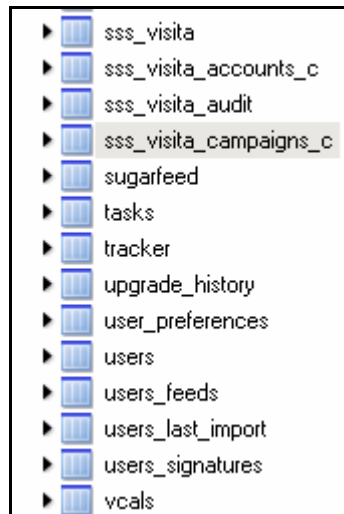 sss_visita
sss_visita_accounts_c
sss_visita_audit
sss_visita_campaigns_c
sugarfeed
tasks
tracker
upgrade_history
user_preferences
users
users_feeds
users_last_import
users_signatures
vcals